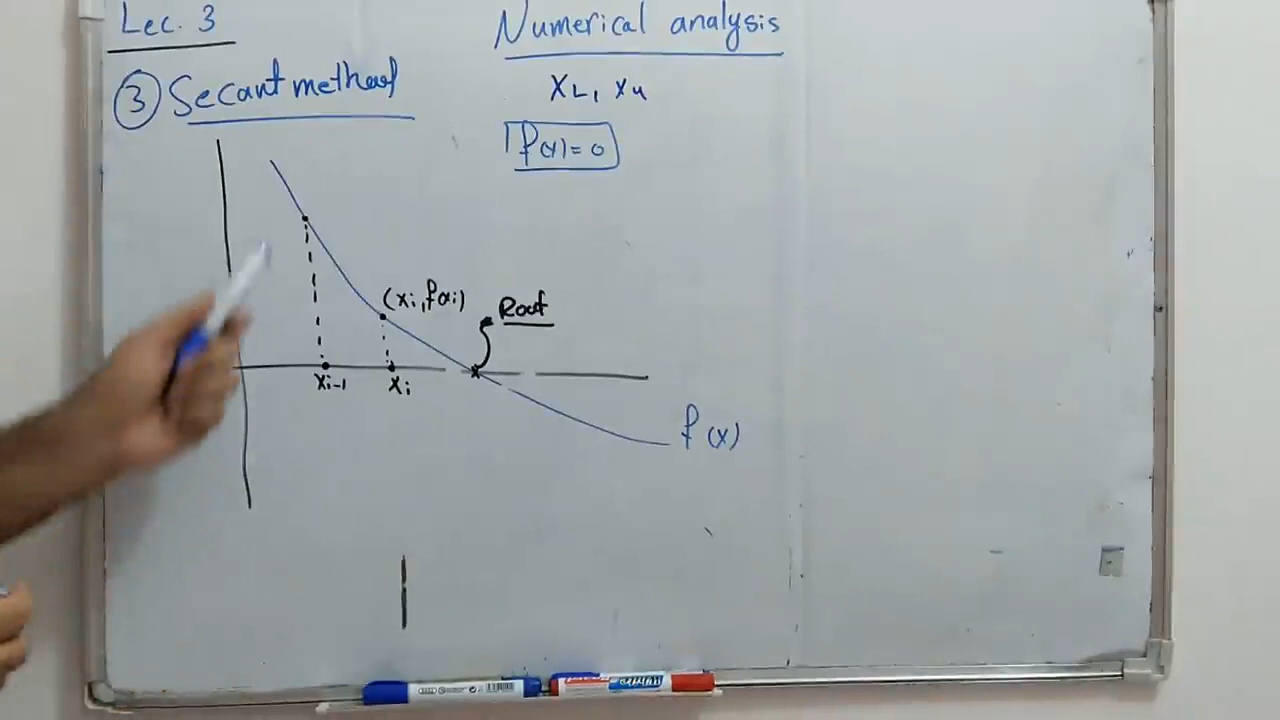 Lec. 3
Numerical analysis
③ Secant method
xL, xu
f(x)=0
(xi, f(xi)
Root
xi-1
xi
f(x)